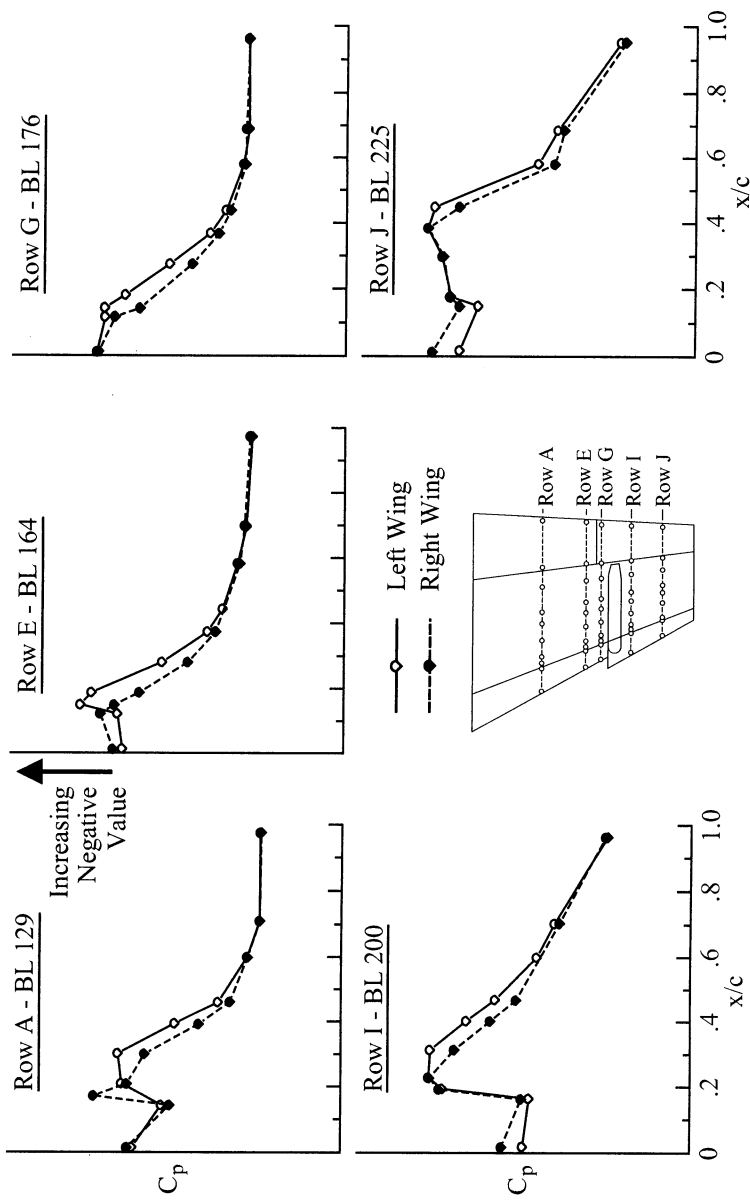 Row A - BL 129
Increasing
Negative
Value
Row E - BL 164
Row G - BL 176
Cp
Row I - BL 200
Cp
0 .2 .4 .6 .8 1.0
x/c
Left Wing
Right Wing
Row A
Row E
Row G
Row I
Row J
Row J - BL 225
0 .2 .4 .6 .8 1.0
x/c